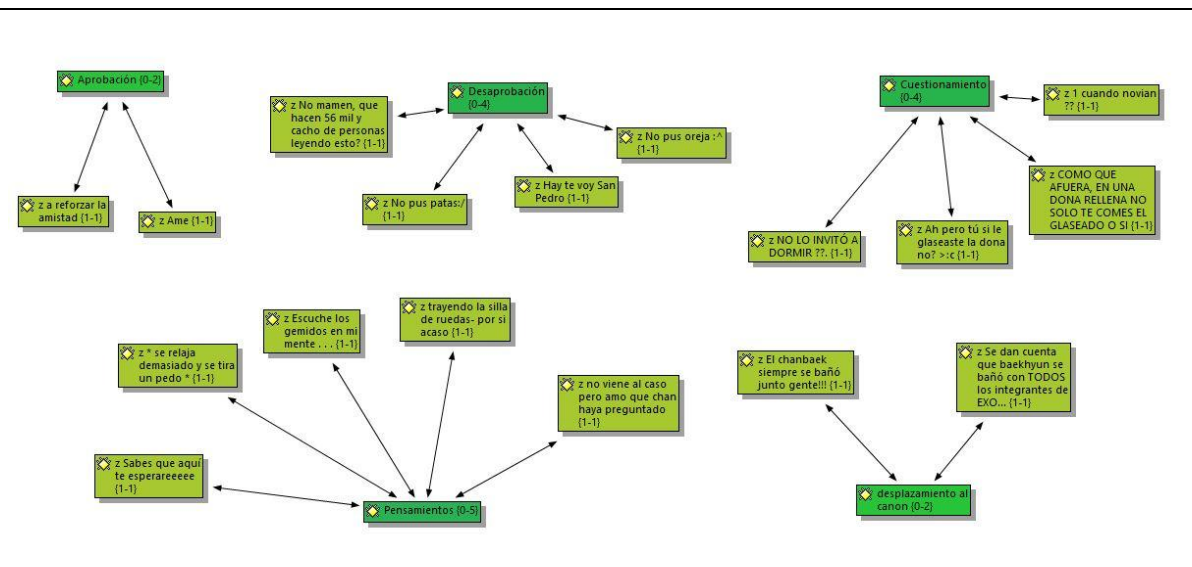 Aprobación {0-2}
z a reforzar la
amistad {1-1}
z Ame {1-1}
Desaprobación
{0-4}
z No mamen, que
hacen 56 mil y
cacho de personas
leyendo esto? {1-1}
z No pus patas:/
{1-1}
z Hay te voy San
Pedro {1-1}
z No pus oreja :^
{1-1}
Cuestionamiento
{0-4}
z 1 cuando novian
?? {1-1}
z NO LO INVITÓ A
DORMIR ??. {1-1}
z Ah pero tú si le
glaseaste la dona
no? >:c {1-1}
z COMO QUE
AFUERA, EN UNA
DONA RELLENA NO
SOLO TE COMES EL
GLASEADO O SI {1-1}
z * se relaja
demasiado y se tira
un pedo * {1-1}
z Escuche los
gemidos en mi
mente . . . {1-1}
z trayendo la silla
de ruedas- por si
acaso {1-1}
z no viene al caso
pero amo que chan
haya preguntado
{1-1}
z Sabes que aquí
te esperareeeee
{1-1}
Pensamientos {0-5}
z El chanbaek
siempre se bañó
junto gente!!! {1-1}
z Se dan cuenta
que baekhyun se
bañó con TODOS
los integrantes de
EXO... {1-1}
desplazamiento al
canon {0-2}